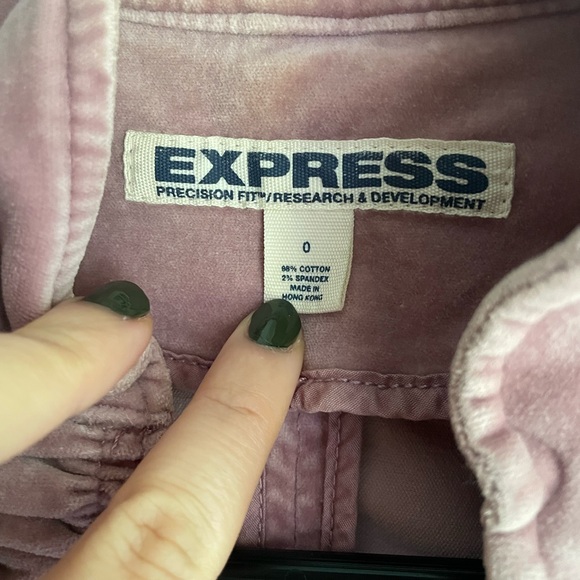 EXPRESS
PRECISION FIT™/RESEARCH & DEVELOPMENT
0
98% COTTON
2% SPANDEX
MADE IN
HONG KONG